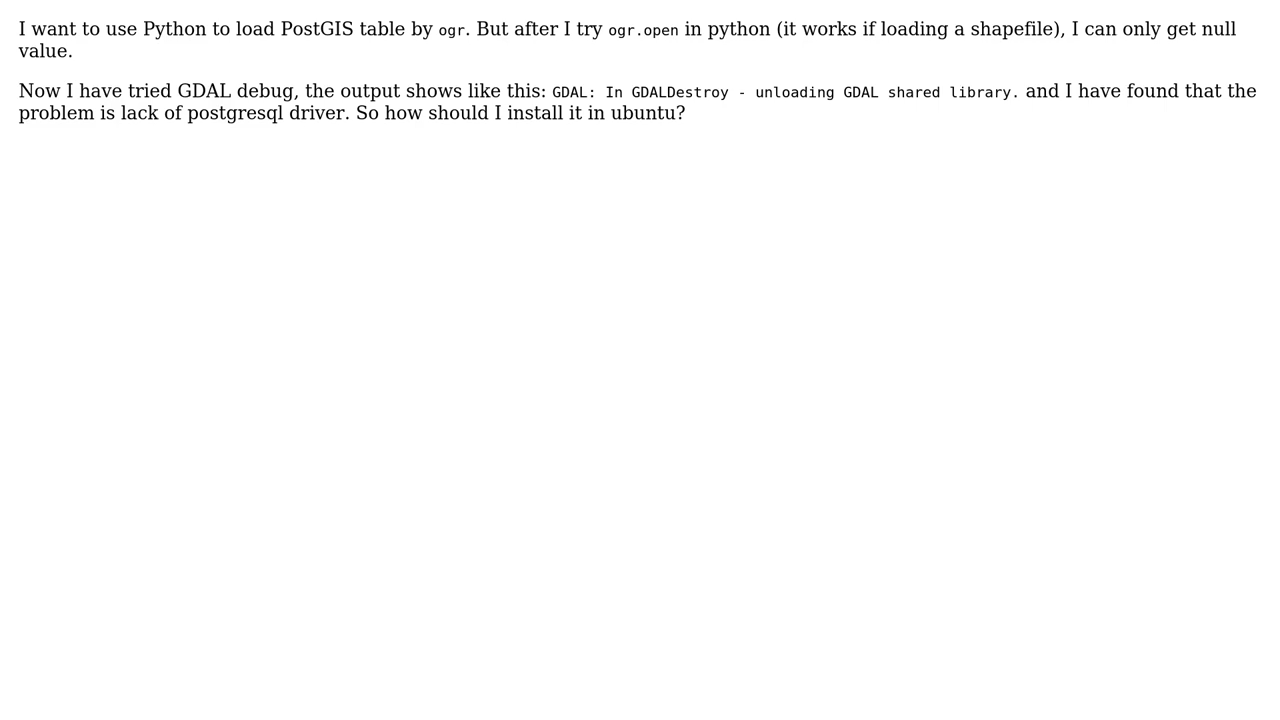 I want to use Python to load PostGIS table by ogr. But after I try ogr.open in python (it works if loading a shapefile), I can only get null
value.
Now I have tried GDAL debug, the output shows like this: GDAL: In GDALDestroy - unloading GDAL shared library. and I have found that the
problem is lack of postgresql driver. So how should I install it in ubuntu?